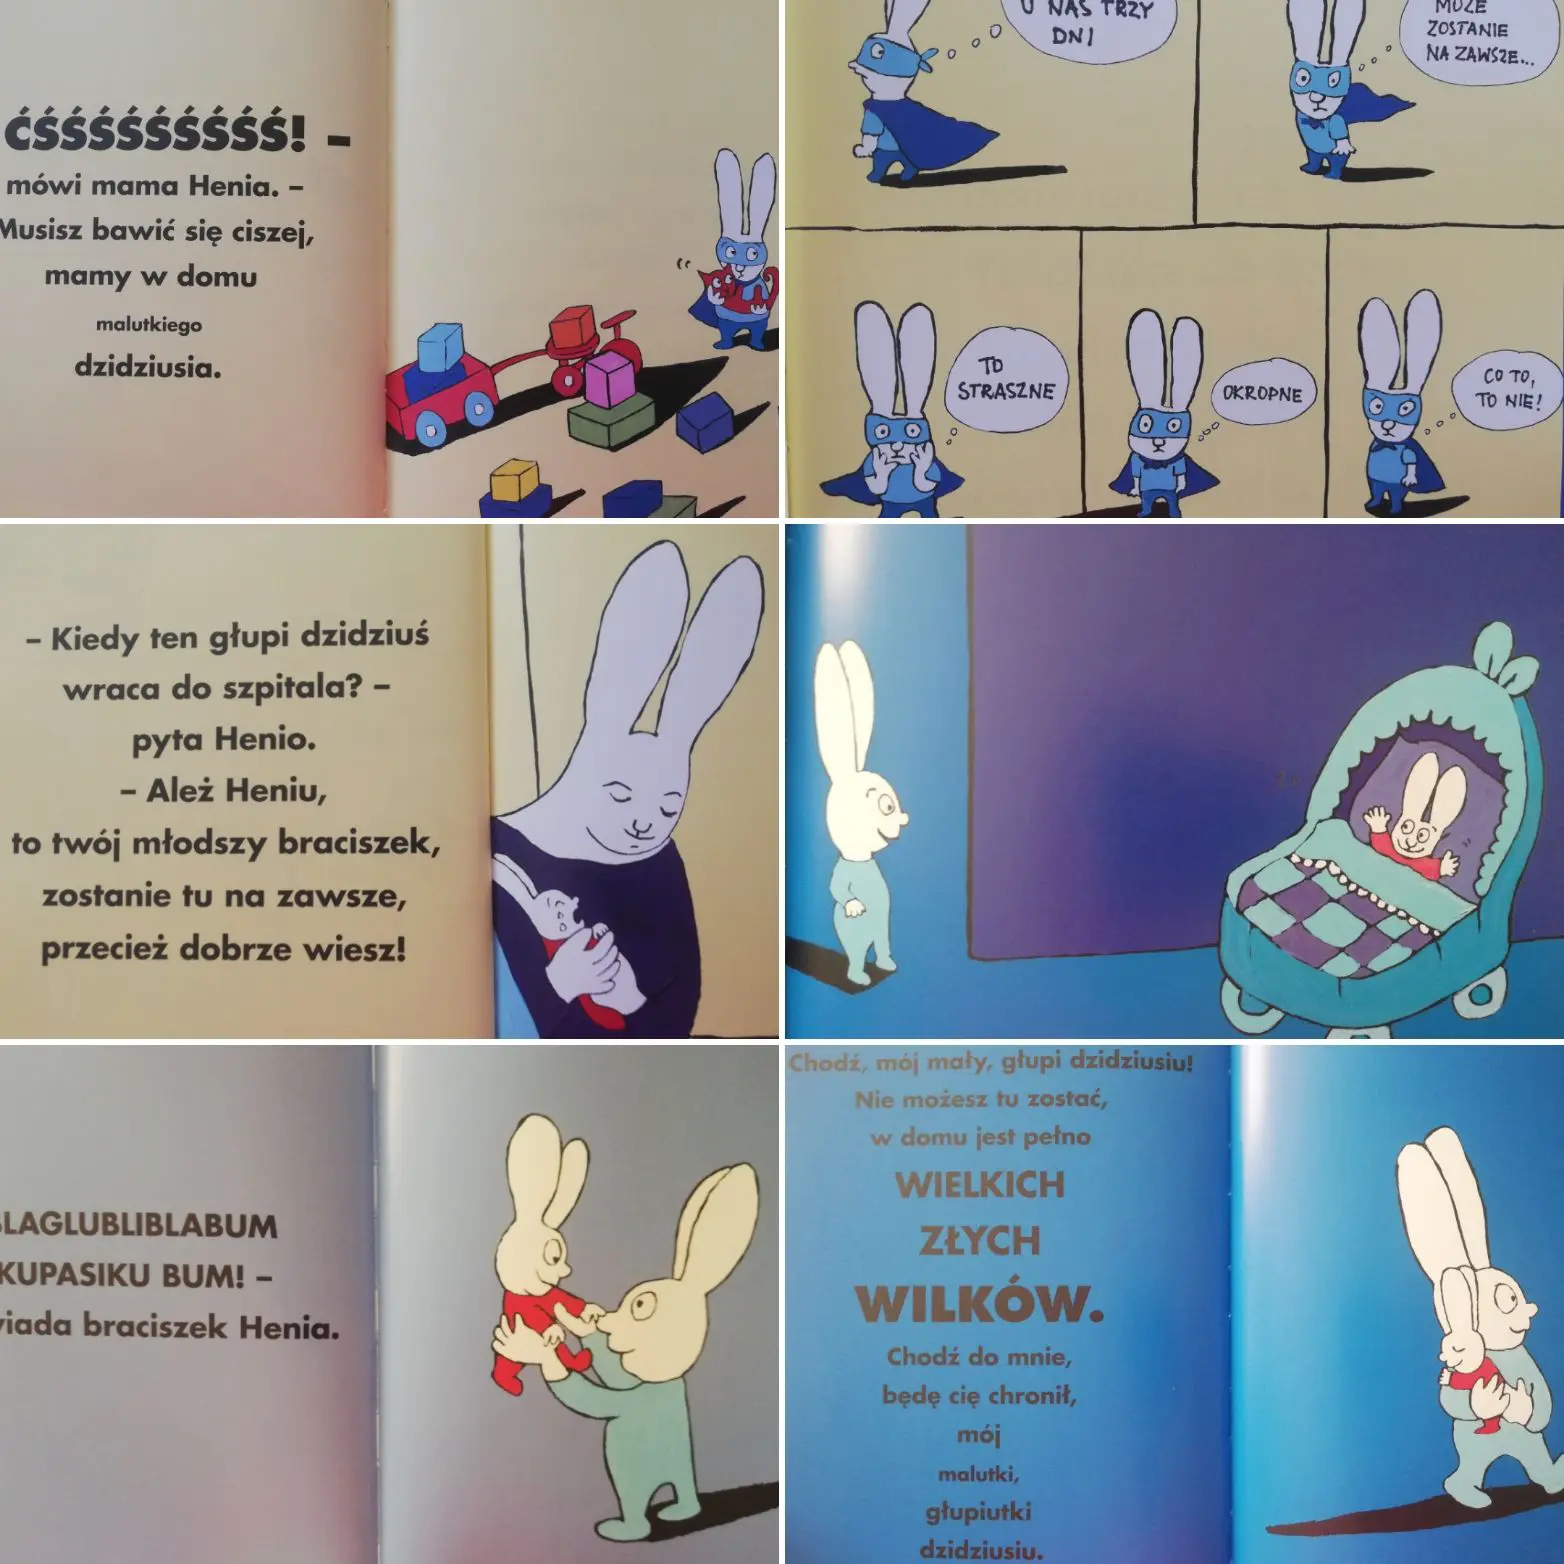 ĆŚŚŚŚŚŚŚŚŚ! –
mówi mama Henia. –
Musisz bawić się ciszej,
mamy w domu
malutkiego
dzidziusia.
U NAS TRZY
DNI
MOŻE
ZOSTANIE
NA ZAWSZE...
TO
STRASZNE
OKROPNE
CO TO,
TO NIE!
– Kiedy ten głupi dzidziuś
wraca do szpitala? –
pyta Henio.
– Ależ Heniu,
to twój młodszy braciszek,
zostanie tu na zawsze,
przecież dobrze wiesz!
LAGLUBLIBLABUM
KUPASIKU BUM! –
iada braciszek Henia.
Chodź, mój mały, głupi dzidziusiu!
Nie możesz tu zostać,
w domu jest pełno
WIELKICH
ZŁYCH
WILKÓW.
Chodź do mnie,
będę cię chronił,
mój
malutki,
głupiutki
dzidziusiu.